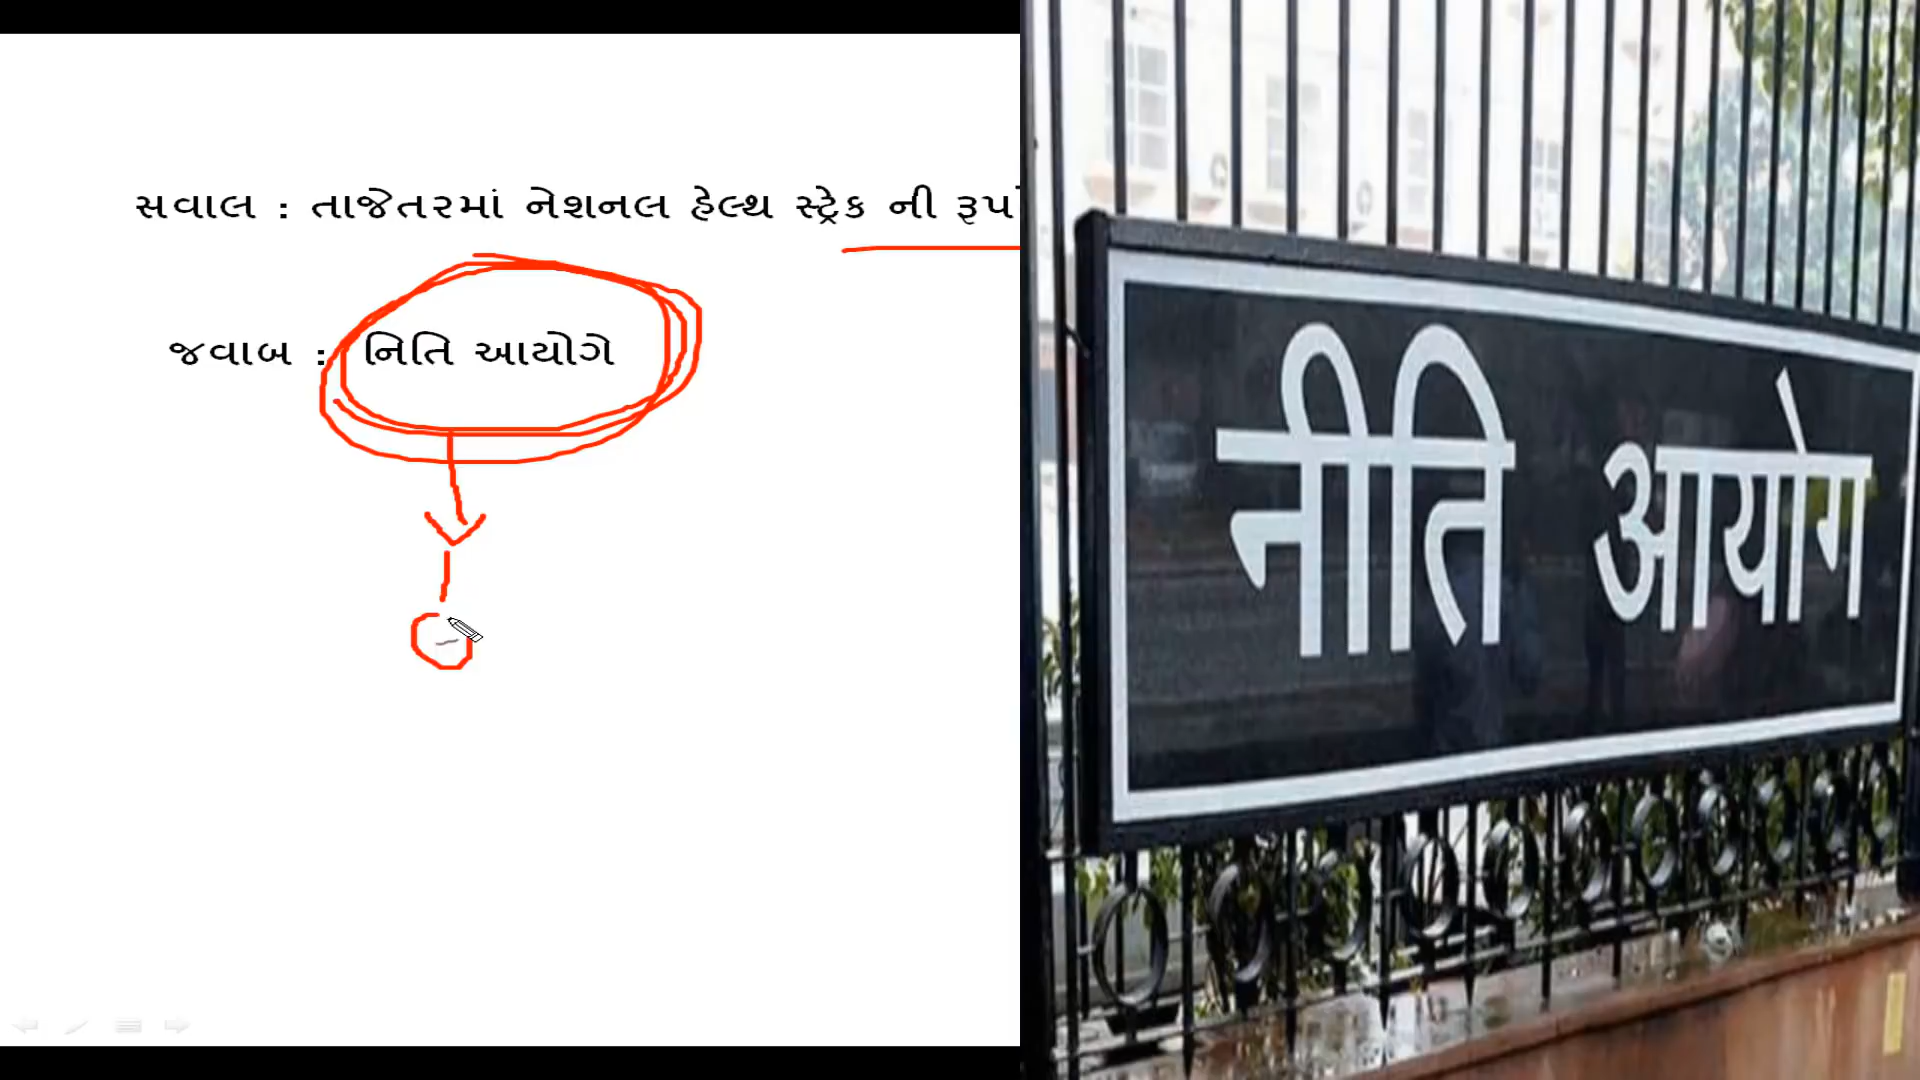 સવાલ : તાજેતરમાં નેશનલ હેલ્થ સ્ટ્રેક ની
જવાબ : નિતિ આયોગે
नीति आयोग